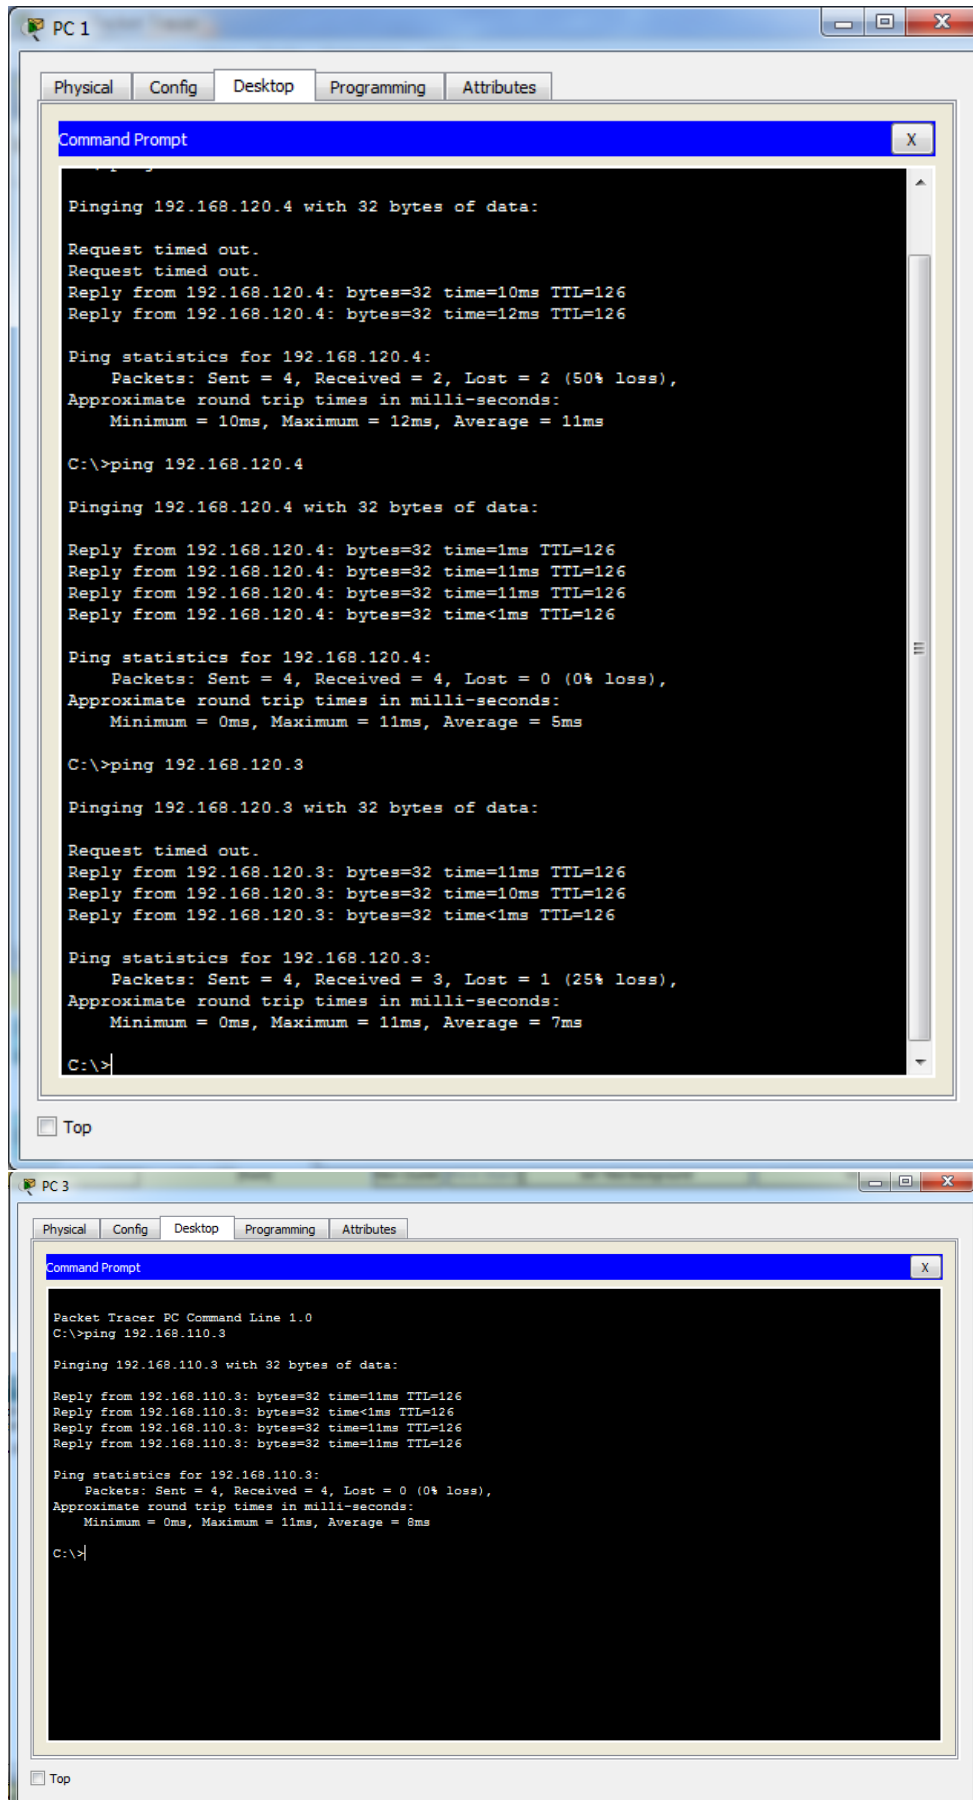 PC 1
Physical Config Desktop Programming Attributes
Command Prompt X
Pinging 192.168.120.4 with 32 bytes of data:
Request timed out.
Request timed out.
Reply from 192.168.120.4: bytes=32 time=10ms TTL=126
Reply from 192.168.120.4: bytes=32 time=12ms TTL=126
Ping statistics for 192.168.120.4:
Packets: Sent = 4, Received = 2, Lost = 2 (50% loss),
Approximate round trip times in milli-seconds:
Minimum = 10ms, Maximum = 12ms, Average = 11ms
C:\>ping 192.168.120.4
Pinging 192.168.120.4 with 32 bytes of data:
Reply from 192.168.120.4: bytes=32 time=1ms TTL=126
Reply from 192.168.120.4: bytes=32 time=11ms TTL=126
Reply from 192.168.120.4: bytes=32 time=11ms TTL=126
Reply from 192.168.120.4: bytes=32 time<1ms TTL=126
Ping statistics for 192.168.120.4:
Packets: Sent = 4, Received = 4, Lost = 0 (0% loss),
Approximate round trip times in milli-seconds:
Minimum = 0ms, Maximum = 11ms, Average = 5ms
C:\>ping 192.168.120.3
Pinging 192.168.120.3 with 32 bytes of data:
Request timed out.
Reply from 192.168.120.3: bytes=32 time=11ms TTL=126
Reply from 192.168.120.3: bytes=32 time=10ms TTL=126
Reply from 192.168.120.3: bytes=32 time<1ms TTL=126
Ping statistics for 192.168.120.3:
Packets: Sent = 4, Received = 3, Lost = 1 (25% loss),
Approximate round trip times in milli-seconds:
Minimum = 0ms, Maximum = 11ms, Average = 7ms
C:\>
Top
PC 3
Physical Config Desktop Programming Attributes
Command Prompt X
Packet Tracer PC Command Line 1.0
C:\>ping 192.168.110.3
Pinging 192.168.110.3 with 32 bytes of data:
Reply from 192.168.110.3: bytes=32 time=11ms TTL=126
Reply from 192.168.110.3: bytes=32 time<1ms TTL=126
Reply from 192.168.110.3: bytes=32 time=11ms TTL=126
Reply from 192.168.110.3: bytes=32 time=11ms TTL=126
Ping statistics for 192.168.110.3:
Packets: Sent = 4, Received = 4, Lost = 0 (0% loss),
Approximate round trip times in milli-seconds:
Minimum = 0ms, Maximum = 11ms, Average = 8ms
C:\>
Top